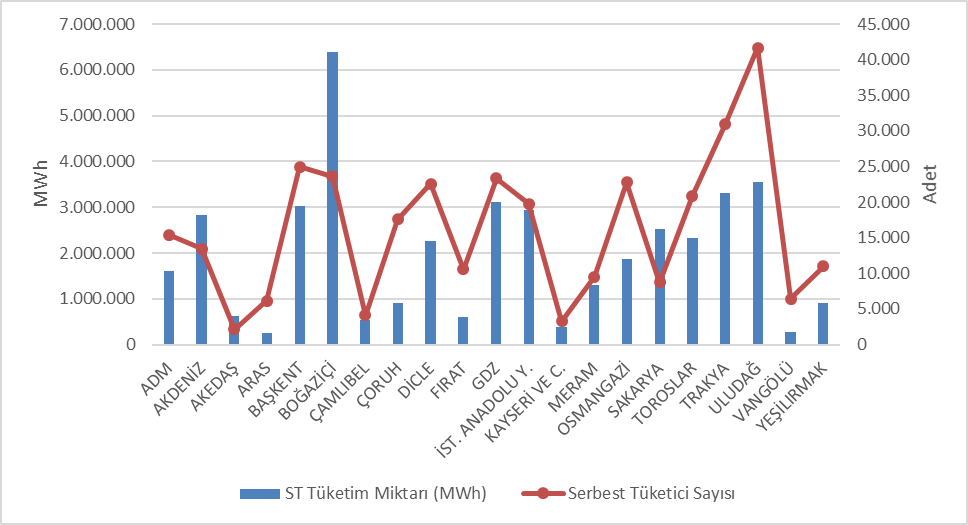 7.000.000
6.000.000
5.000.000
4.000.000
3.000.000
2.000.000
1.000.000
0
MWh
45.000
40.000
35.000
30.000
25.000
20.000
15.000
10.000
5.000
0
Adet
ADM
AKDENİZ
AKEDAŞ
ARAS
BAŞKENT
BOĞAZİÇİ
ÇAMLIBEL
ÇORUH
DİCLE
FIRAT
GDZ
İST. ANADOLU Y.
KAYSERİ VE C.
MERAM
OSMANGAZİ
SAKARYA
TOROSLAR
TRAKYA
ULUDAĞ
VANGÖLÜ
YEŞİLIRMAK
ST Tüketim Miktarı (MWh)
Serbest Tüketici Sayısı